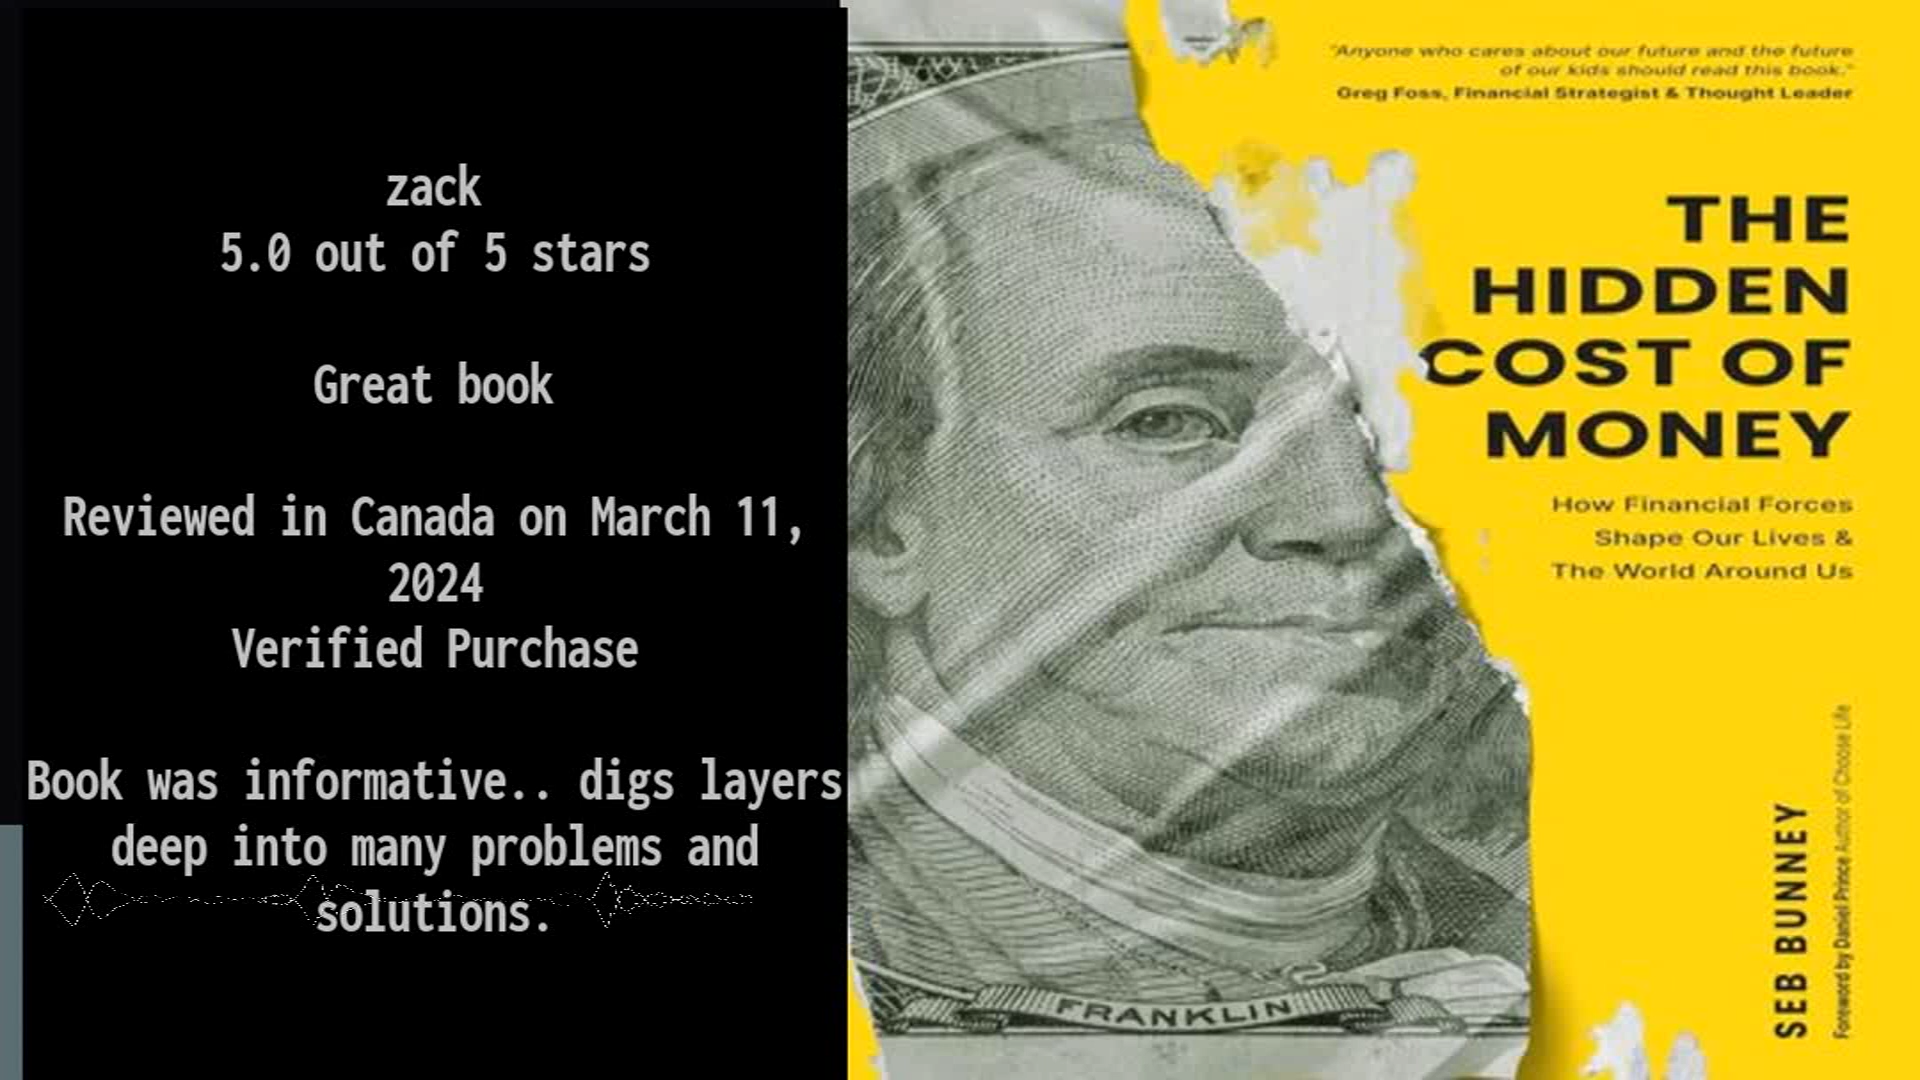 zack
5.0 out of 5 stars
Great book
Reviewed in Canada on March 11,
2024
Verified Purchase
Book was informative.. digs layers
deep into many problems and
solutions.
"Anyone who cares about our future and the future
of our kids should read this book."
Greg Foss, Financial Strategist & Thought Leader
THE
HIDDEN
COST OF
MONEY
How Financial Forces
Shape Our Lives &
The World Around Us
SEB BUNNEY
Foreword by Daniel Prince Author of Choose Life
FRANKLIN